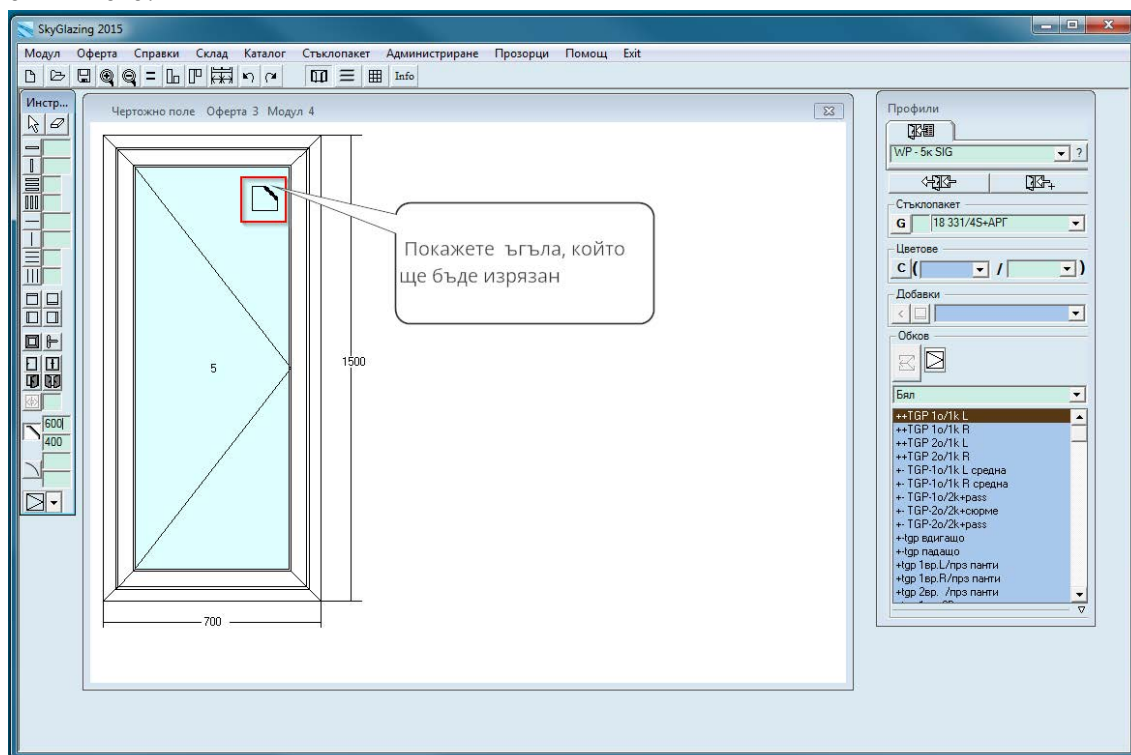 SkyGlazing 2015
Модул Оферта Справки Склад Каталог Стъклопакет Администриране Прозорци Помощ Exit
Info
Инстр...
600
400
Чертожно поле Оферта 3 Модул 4
Покажете ъгъла, който
ще бъде изрязан
5
1500
700
Профили
WP - 5к SIG
?
Стъклопакет
G 18 331/4S+АРГ
Цветове
C ( / )
Добавки
<
Обков
Бял
++TGP 1o/1k L
++TGP 1o/1k R
++TGP 2o/1k L
++TGP 2o/1k R
+- TGP-1o/1k L средна
+- TGP-1o/1k R средна
+- TGP-1o/2k+pass
+- TGP-2o/2k+сюрме
+- TGP-2o/2k+pass
+-tgp вдигащо
+-tgp падащо
+tgp 1вр.L/прз панти
+tgp 1вр.R/прз панти
+tgp 2вр. /прз панти